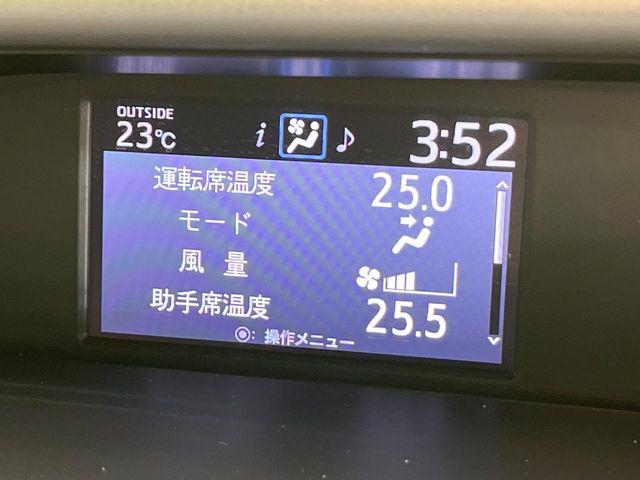 OUTSIDE
23℃
3:52
運転席温度 25.0
モード
風量
助手席温度 25.5
: 操作メニュー